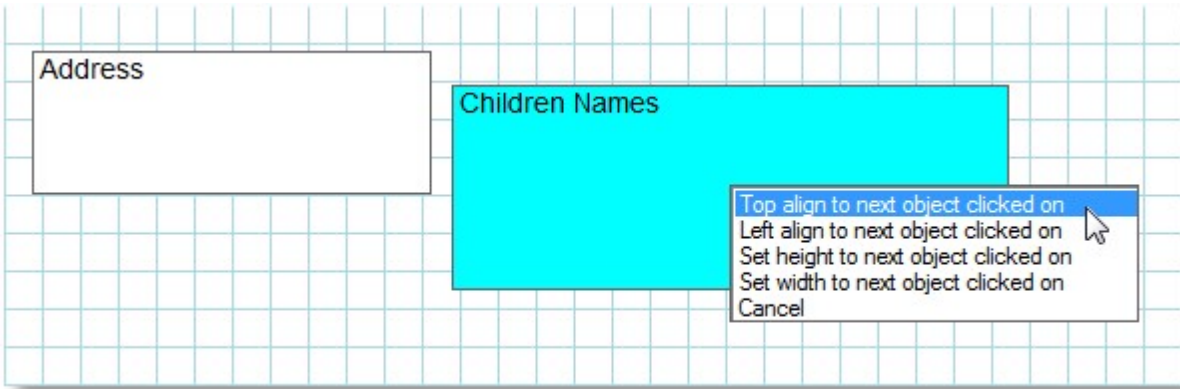 Address
Children Names
Top align to next object clicked on
Left align to next object clicked on
Set height to next object clicked on
Set width to next object clicked on
Cancel